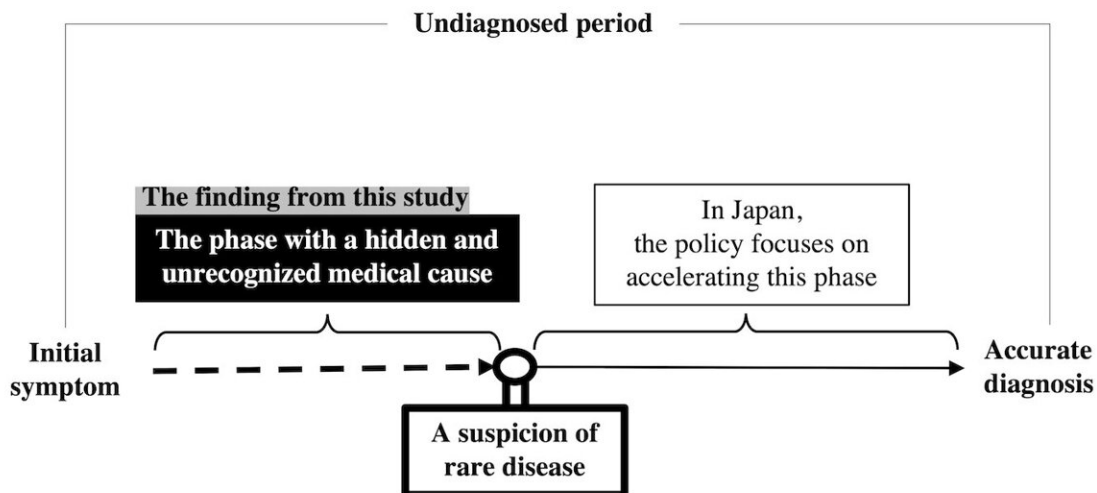 Undiagnosed period
The finding from this study
The phase with a hidden and
unrecognized medical cause
In Japan,
the policy focuses on
accelerating this phase
Initial
symptom
Accurate
diagnosis
A suspicion of
rare disease